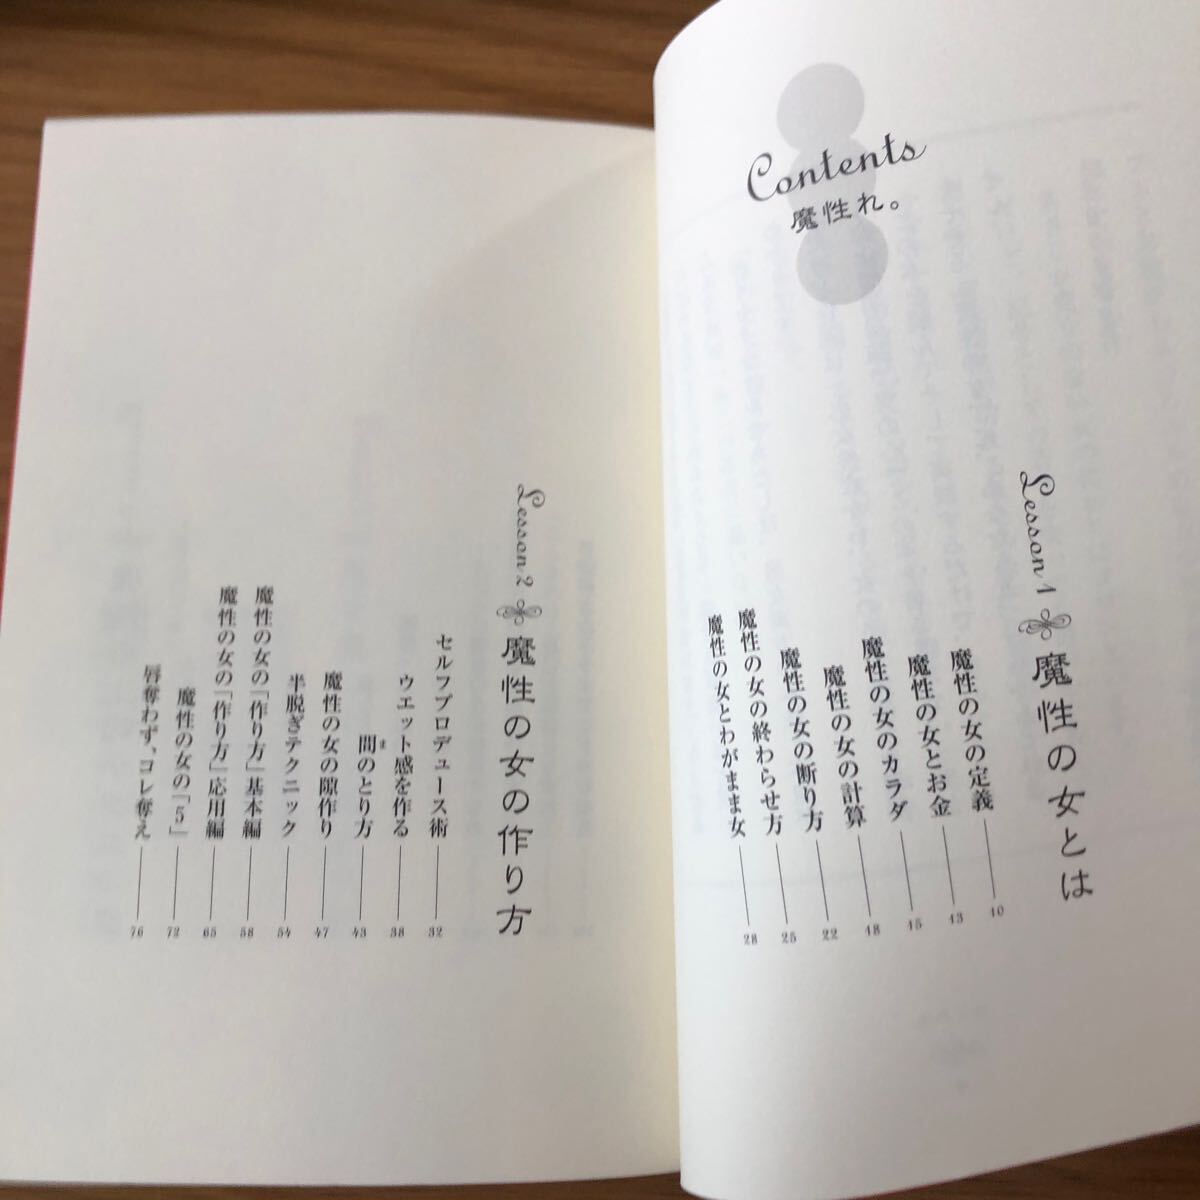 Contents
魔性れ。
Lesson 1 魔性の女とは
魔性の女の定義 10
魔性の女とお金 13
魔性の女のカラダ 15
魔性の女の計算 18
魔性の女の断り方 22
魔性の女の終わらせ方 25
魔性の女とわがまま女 28
Lesson 2 魔性の女の作り方
セルフプロデュース術 32
ウエット感を作る 38
間のとり方 43
ま
魔性の女の隙作り 47
半脱ぎテクニック 54
魔性の女の「作り方」基本編 58
魔性の女の「作り方」応用編 65
魔性の女の「5」 72
唇奪わず、コレ奪え 76